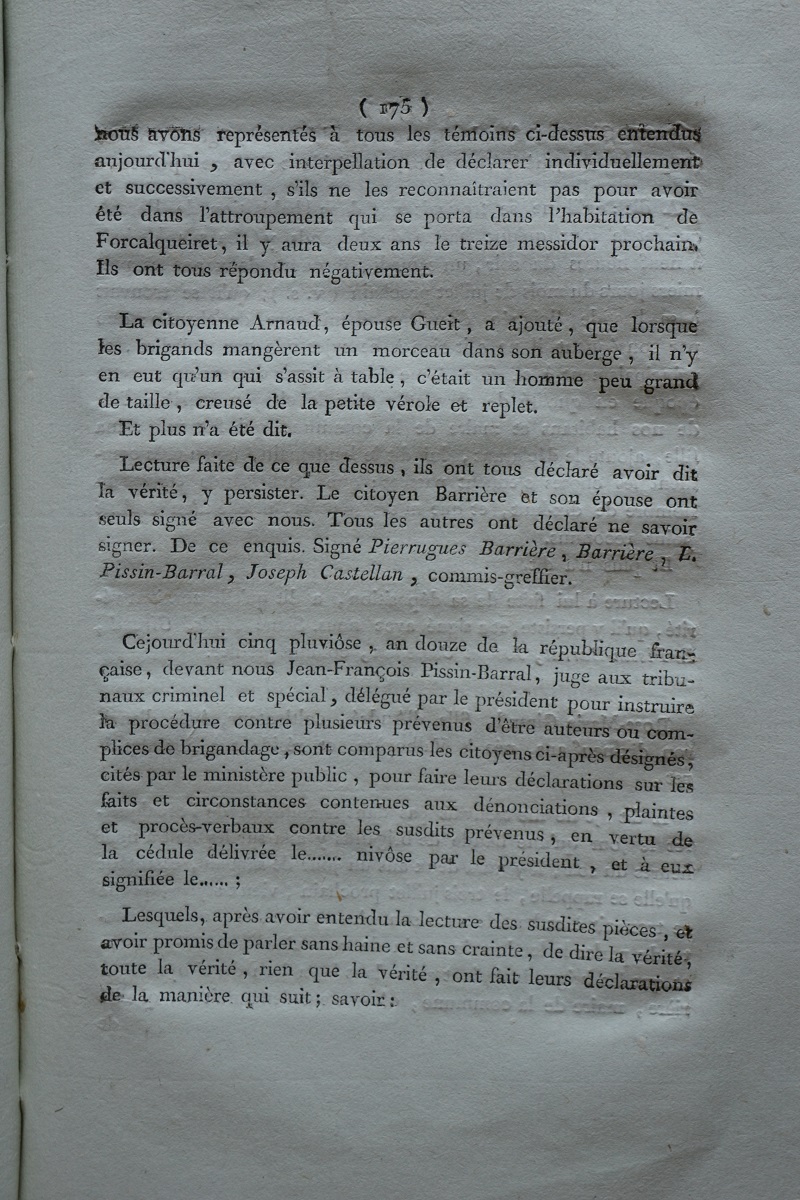 ( 175 )
nous avons représentés à tous les témoins ci-dessus entendus
aujourd'hui , avec interpellation de déclarer individuellement
et successivement , s'ils ne les reconnaîtraient pas pour avoir
été dans l'attroupement qui se porta dans l'habitation de
Forcalqueiret, il y aura deux ans le treize messidor prochain.
Ils ont tous répondu négativement.
La citoyenne Arnaud, épouse Gueit , a ajouté , que lorsque
les brigands mangèrent un morceau dans son auberge , il n'y
en eut qu'un qui s'assit à table , c'était un homme peu grand
de taille , creusé de la petite vérole et replet.
Et plus n'a été dit.
Lecture faite de ce que dessus , ils ont tous déclaré avoir dit
la vérité, y persister. Le citoyen Barrière et son épouse ont
seuls signé avec nous. Tous les autres ont déclaré ne savoir
signer. De ce enquis. Signé Pierrugues Barrière , Barrière , E.
Pissin-Barral , Joseph Castellan , commis-greffier.
Cejourd'hui cinq pluviôse , an douze de la république fran-
çaise, devant nous Jean-François Pissin-Barral, juge aux tribu-
naux criminel et spécial, délégué par le président pour instruire
la procédure contre plusieurs prévenus d'être auteurs ou com-
plices de brigandage , sont comparus les citoyens ci-après désignés,
cités par le ministère public , pour faire leurs déclarations sur les
faits et circonstances contenues aux dénonciations , plaintes
et procès-verbaux contre les susdits prévenus , en vertu de
la cédule délivrée le....... nivôse par le président , et à eux
signifiée le...... ;
Lesquels, après avoir entendu la lecture des susdites pièces , et
avoir promis de parler sans haine et sans crainte, de dire la vérité,
toute la vérité , rien que la vérité , ont fait leurs déclarations
de la manière qui suit ; savoir :